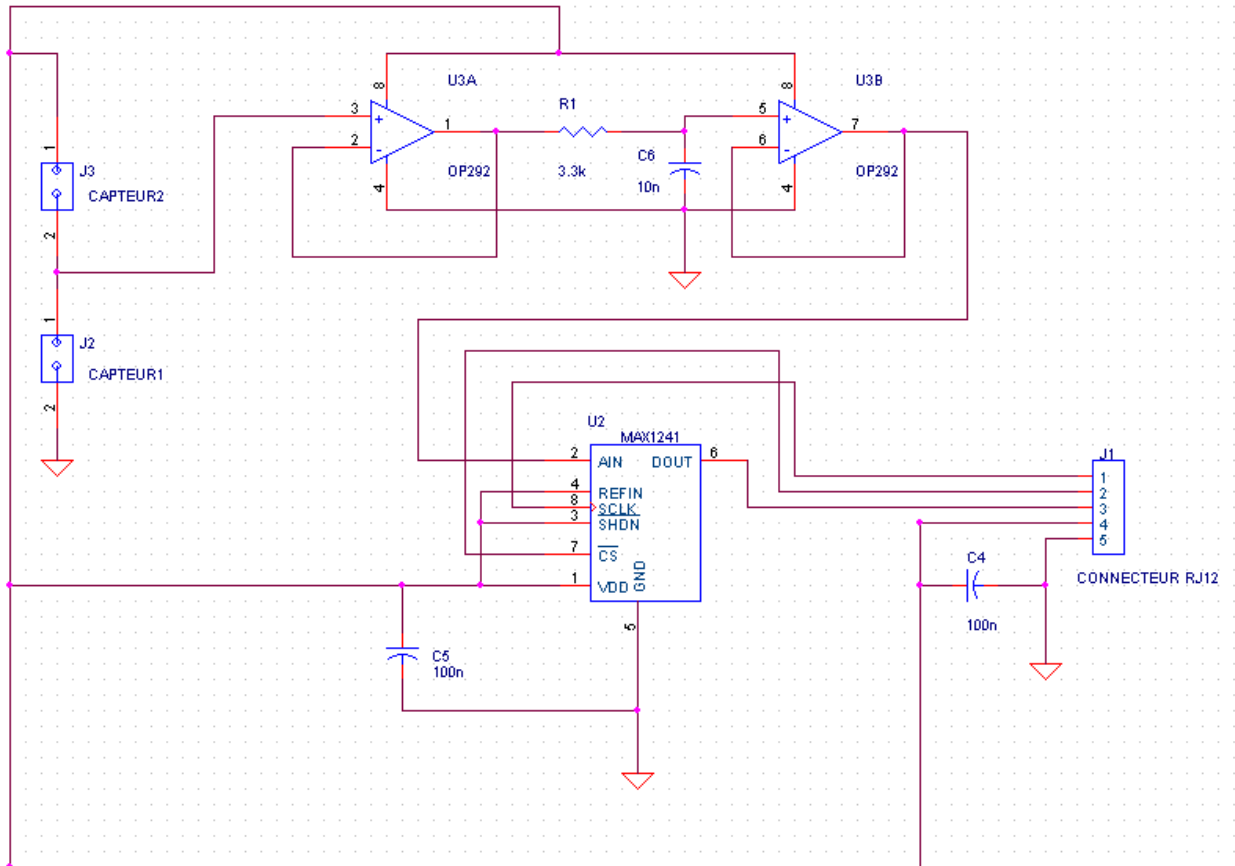 U3A
8
3
+
2
-
1
4
OP292
R1
3.3k
C6
10n
U3B
8
5
+
6
-
7
4
OP292
1
J3
CAPTEUR2
2
1
J2
CAPTEUR1
2
U2
MAX1241
2
AIN
DOUT
6
4
REFIN
8
SCLK
3
SHDN
7
CS
1
VDD
GND
5
C5
100n
J1
1
2
3
4
5
CONNECTEUR RJ12
C4
100n